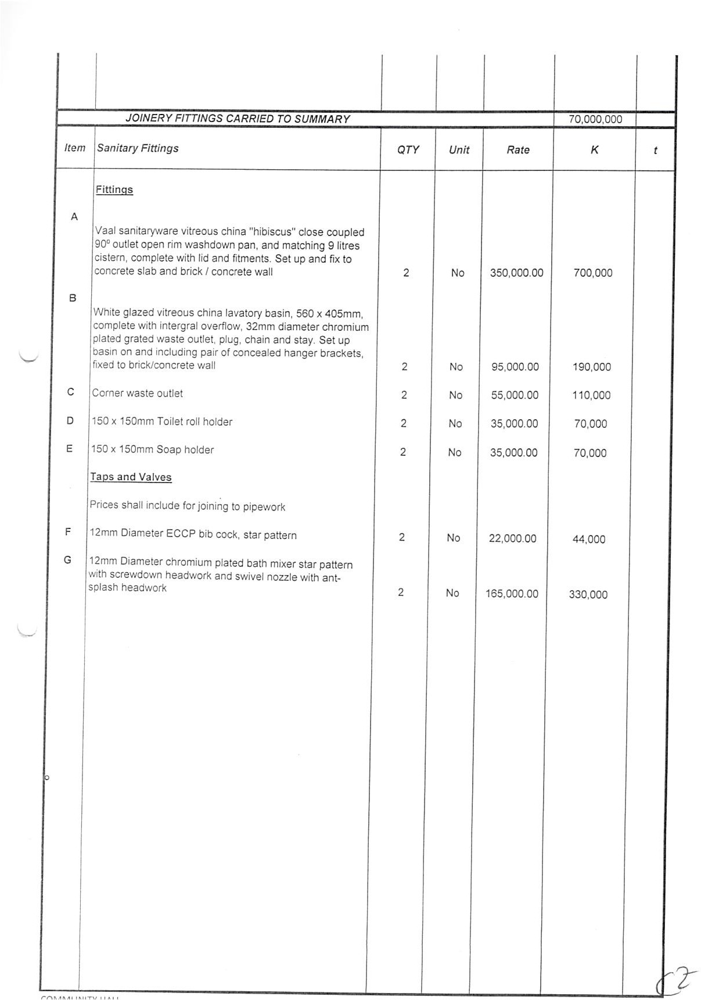 JOINERY FITTINGS CARRIED TO SUMMARY 70,000,000
Item Sanitary Fittings QTY Unit Rate K t
Fittings
A
Vaal sanitaryware vitreous china "hibiscus" close coupled
90º outlet open rim washdown pan, and matching 9 litres
cistern, complete with lid and fitments. Set up and fix to
concrete slab and brick / concrete wall 2 No 350,000.00 700,000
B
White glazed vitreous china lavatory basin, 560 x 405mm,
complete with intergral overflow, 32mm diameter chromium
plated grated waste outlet, plug, chain and stay. Set up
basin on and including pair of concealed hanger brackets,
fixed to brick/concrete wall 2 No 95,000.00 190,000
C Corner waste outlet 2 No 55,000.00 110,000
D 150 x 150mm Toilet roll holder 2 No 35,000.00 70,000
E 150 x 150mm Soap holder 2 No 35,000.00 70,000
Taps and Valves
Prices shall include for joining to pipework
F 12mm Diameter ECCP bib cock, star pattern 2 No 22,000.00 44,000
G 12mm Diameter chromium plated bath mixer star pattern
with screwdown headwork and swivel nozzle with ant-
splash headwork 2 No 165,000.00 330,000
COMMUNITY HALL